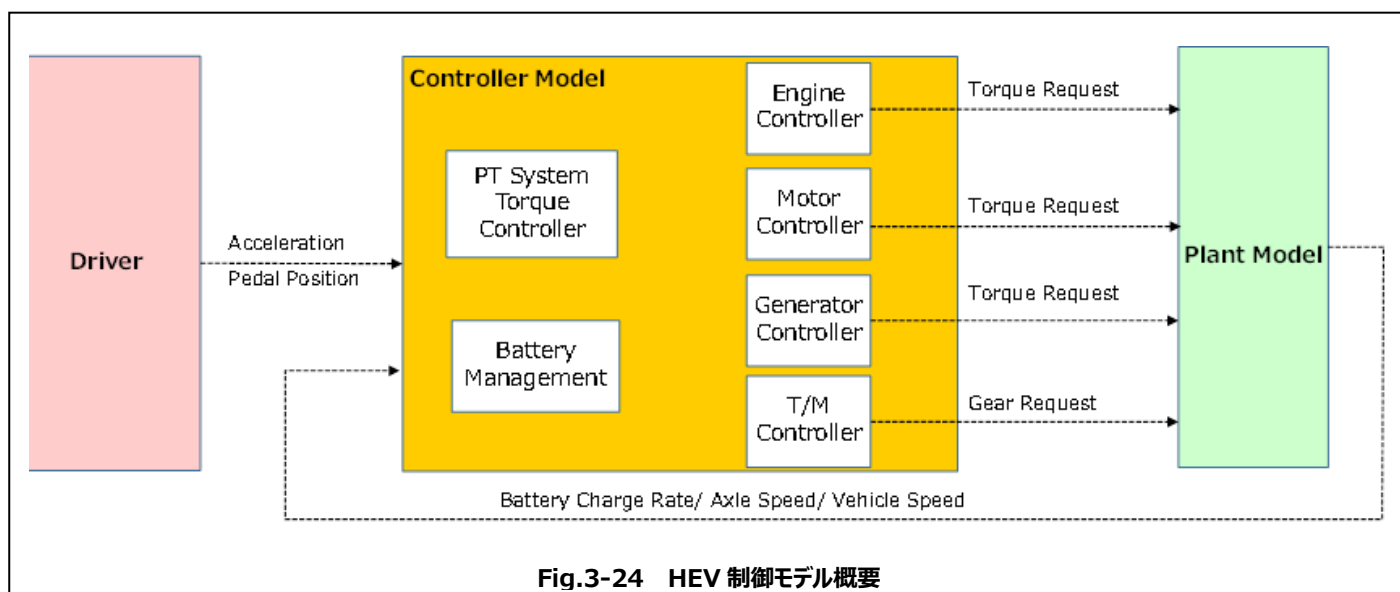 Driver
Acceleration
Pedal Position
Controller Model
PT System
Torque
Controller
Battery
Management
Engine
Controller
Motor
Controller
Generator
Controller
T/M
Controller
Torque Request
Torque Request
Torque Request
Gear Request
Plant Model
Battery Charge Rate/ Axle Speed/ Vehicle Speed
Fig.3-24 HEV 制御モデル概要